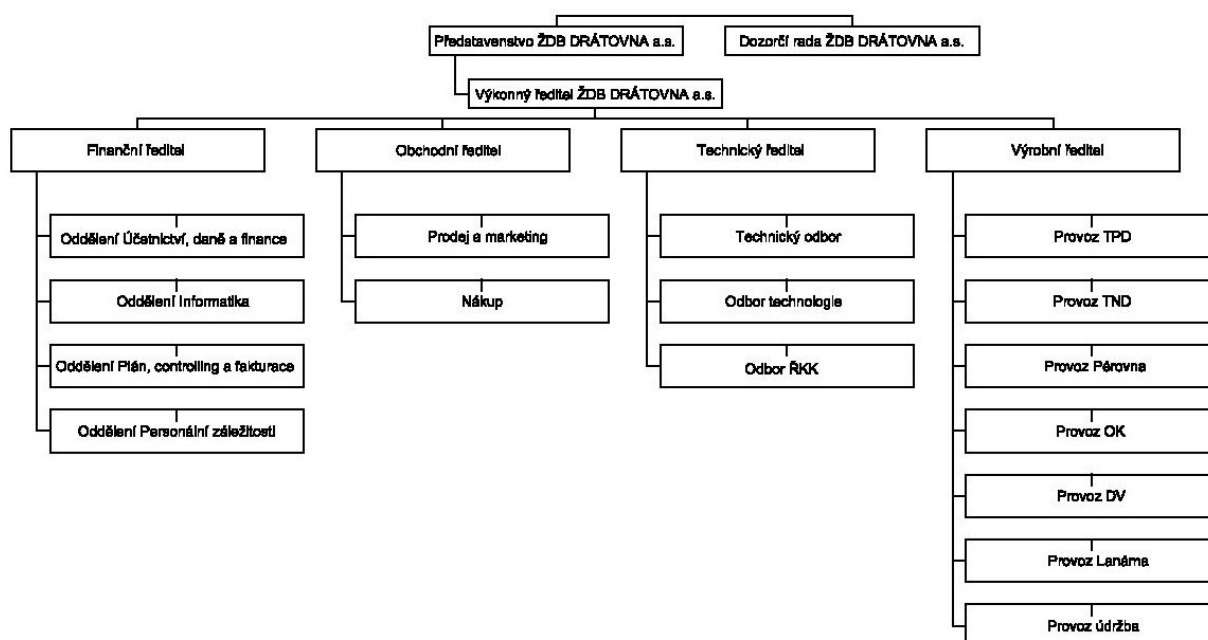 Představenstvo ŽDB DRÁTOVNA a.s.
Dozorčí rada ŽDB DRÁTOVNA a.s.
Výkonný ředitel ŽDB DRÁTOVNA a.s.
Finanční ředitel
Obchodní ředitel
Technický ředitel
Výrobní ředitel
Oddělení Účetnictví, daně a finance
Oddělení Informatika
Oddělení Plán, controlling a fakturace
Oddělení Personální záležitosti
Prodej a marketing
Nákup
Technický odbor
Odbor technologie
Odbor ŘKK
Provoz TPD
Provoz TND
Provoz Pérovna
Provoz OK
Provoz DV
Provoz Lanárna
Provoz údržba